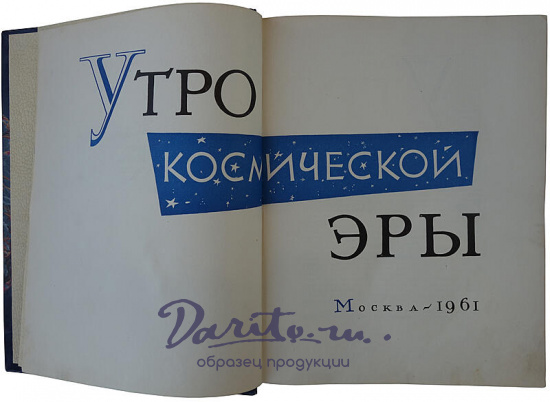 УТРО
КОСМИЧЕСКОЙ
ЭРЫ
МОСКВА ~ 1961
Darito.ru..
образец продукции